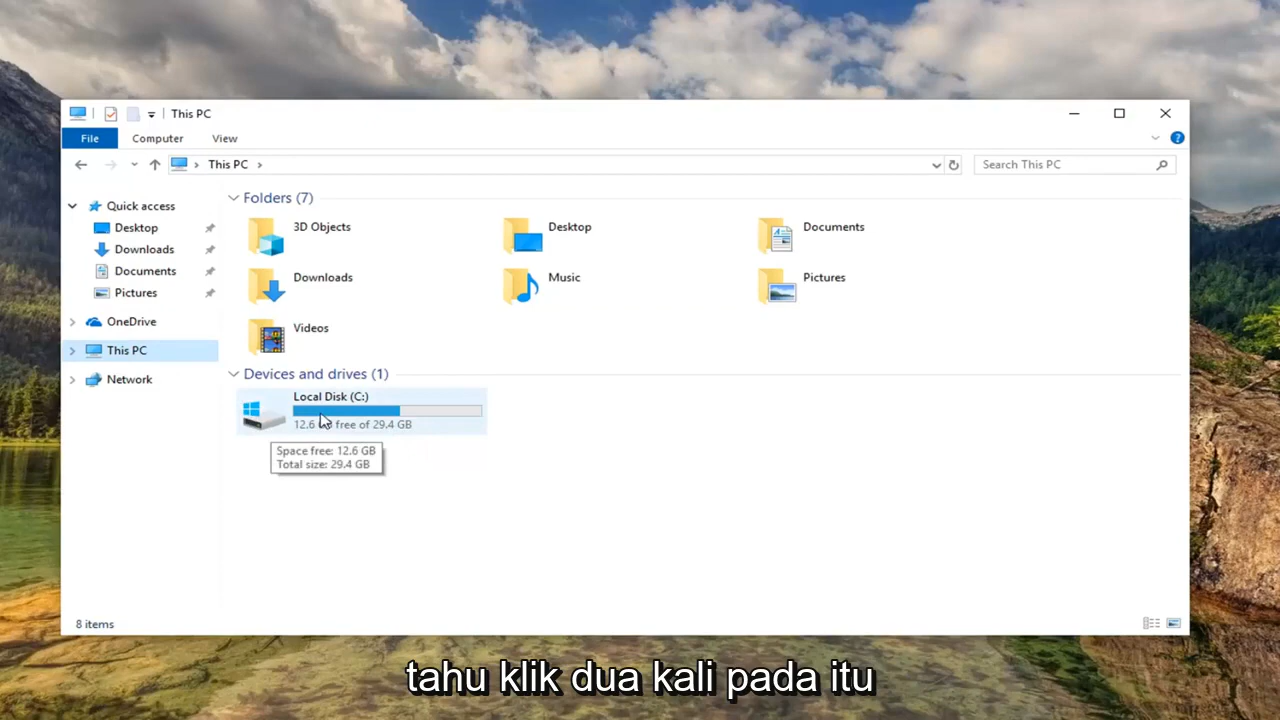 This PC
File
Computer
View
This PC
Search This PC
Quick access
Desktop
Downloads
Documents
Pictures
OneDrive
This PC
Network
Folders (7)
3D Objects
Desktop
Documents
Downloads
Music
Pictures
Videos
Devices and drives (1)
Local Disk (C:)
12.6 free of 29.4 GB
Space free: 12.6 GB
Total size: 29.4 GB
8 items
tahu klik dua kali pada itu